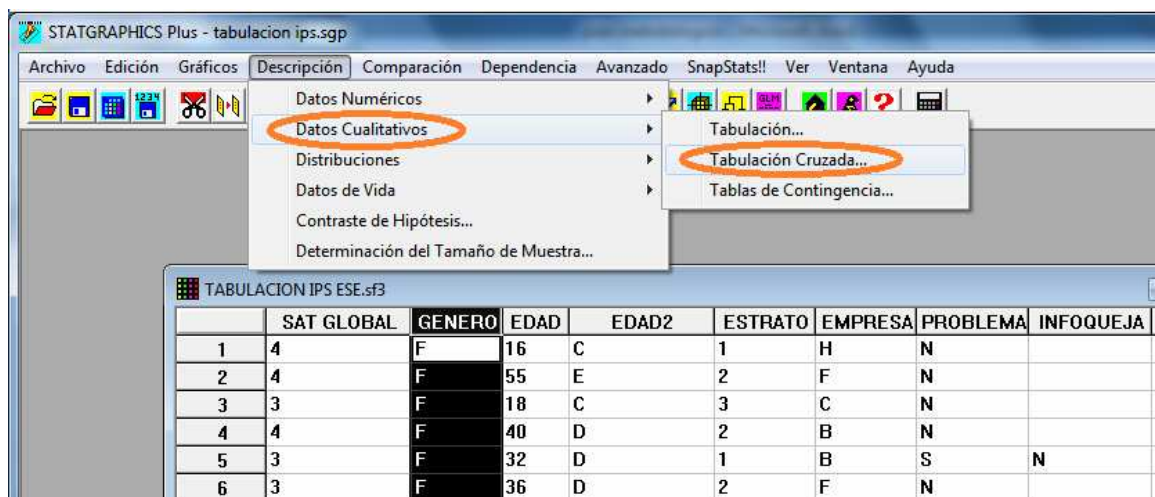 STATGRAPHICS Plus - tabulacion ips.sgp
Archivo Edición Gráficos Descripción Comparación Dependencia Avanzado SnapStats!! Ver Ventana Ayuda
1234
GLM
Datos Numéricos
Datos Cualitativos
Tabulación...
Distribuciones
Tabulación Cruzada...
Datos de Vida
Tablas de Contingencia...
Contraste de Hipótesis...
Determinación del Tamaño de Muestra...
TABULACION IPS ESE.sf3
SAT GLOBAL GENERO EDAD EDAD2 ESTRATO EMPRESA PROBLEMA INFOQUEJA
1 4 F 16 C 1 H N
2 4 F 55 E 2 F N
3 3 F 18 C 3 C N
4 4 F 40 D 2 B N
5 3 F 32 D 1 B S N
6 3 F 36 D 2 F N